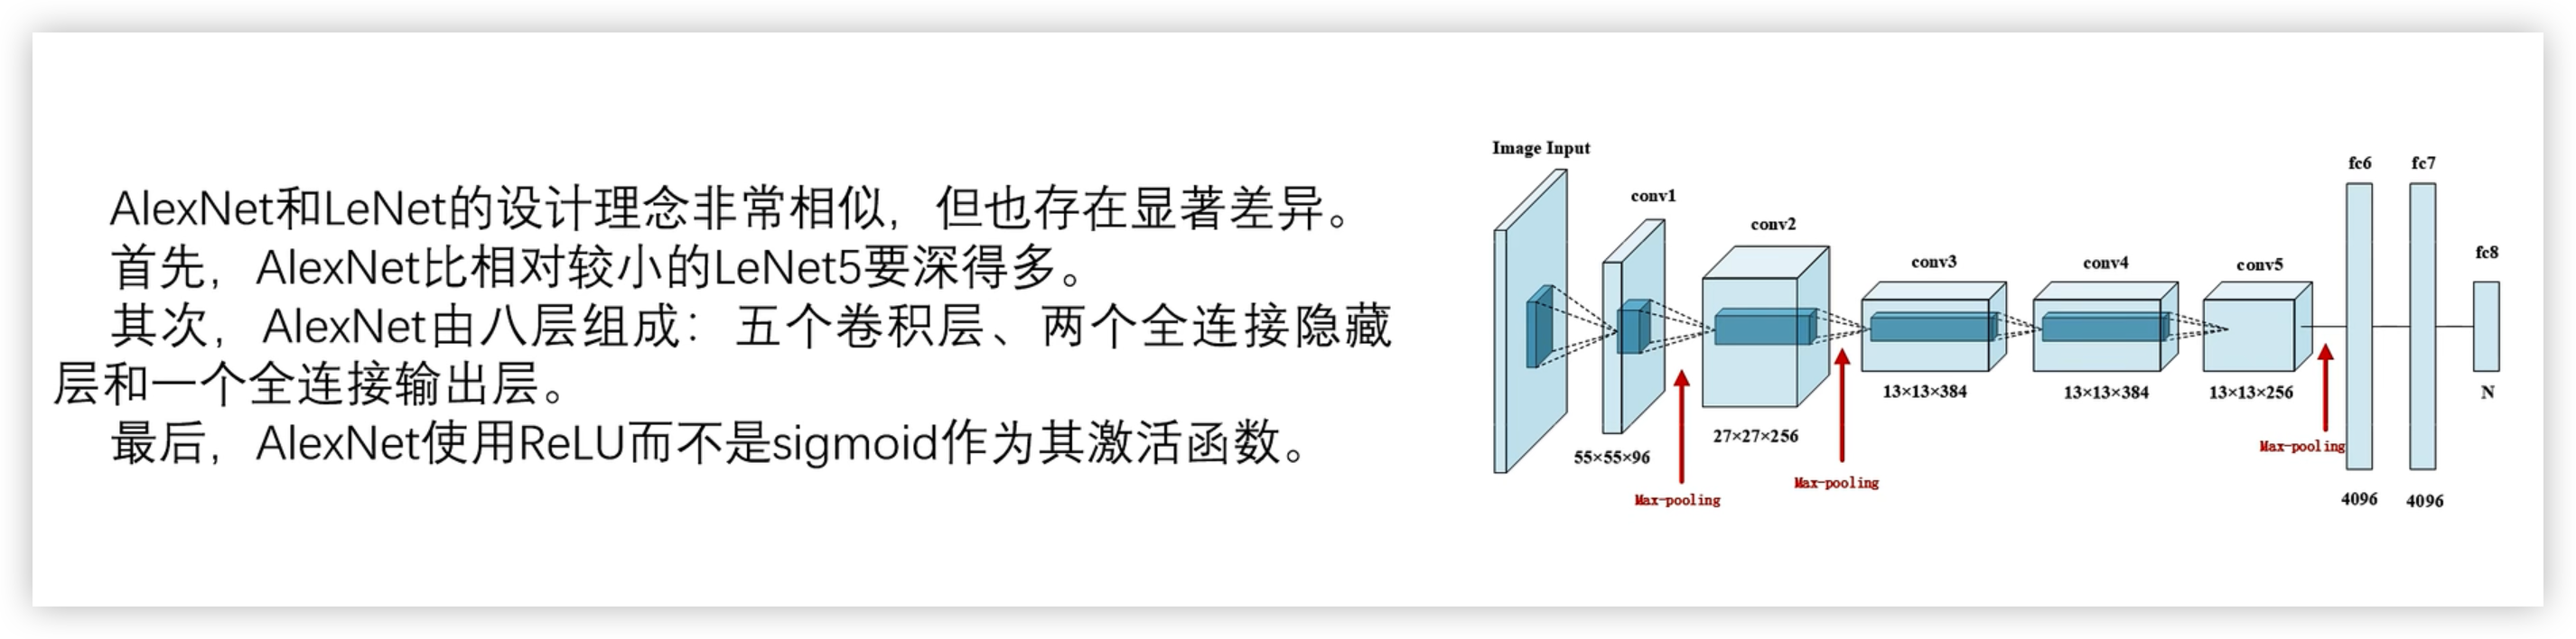 AlexNet和LeNet的设计理念非常相似，但也存在显著差异。
首先，AlexNet比相对较小的LeNet5要深得多。
其次，AlexNet由八层组成：五个卷积层、两个全连接隐藏
层和一个全连接输出层。
最后，AlexNet使用ReLU而不是sigmoid作为其激活函数。
Image Input
conv1
55×55×96
Max-pooling
conv2
27×27×256
Max-pooling
conv3
13×13×384
conv4
13×13×384
conv5
13×13×256
Max-pooling
fc6
4096
fc7
4096
fc8
N